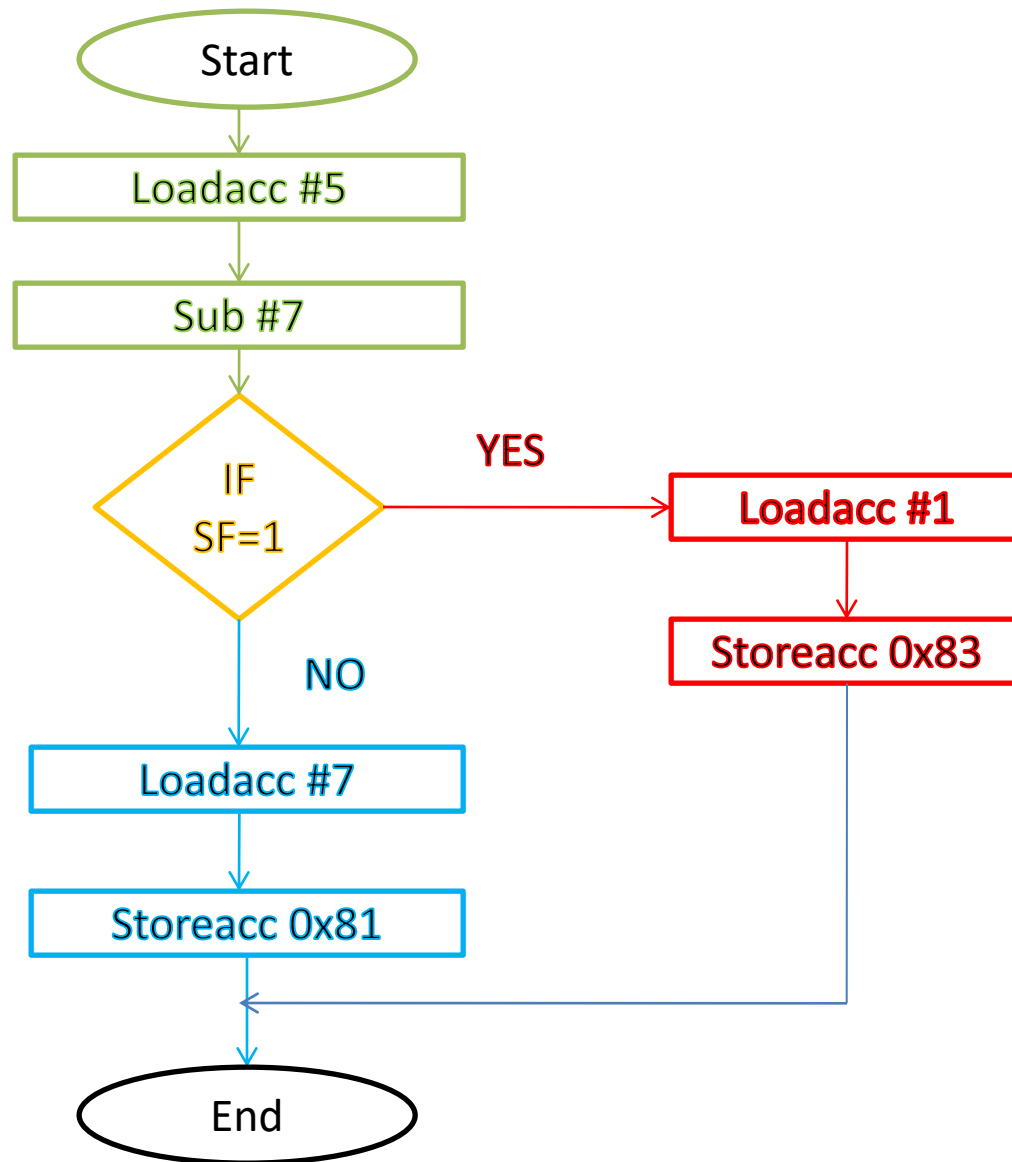 Start
Loadacc #5
Sub #7
IF
SF=1
YES
Loadacc #1
Storeacc 0x83
NO
Loadacc #7
Storeacc 0x81
End